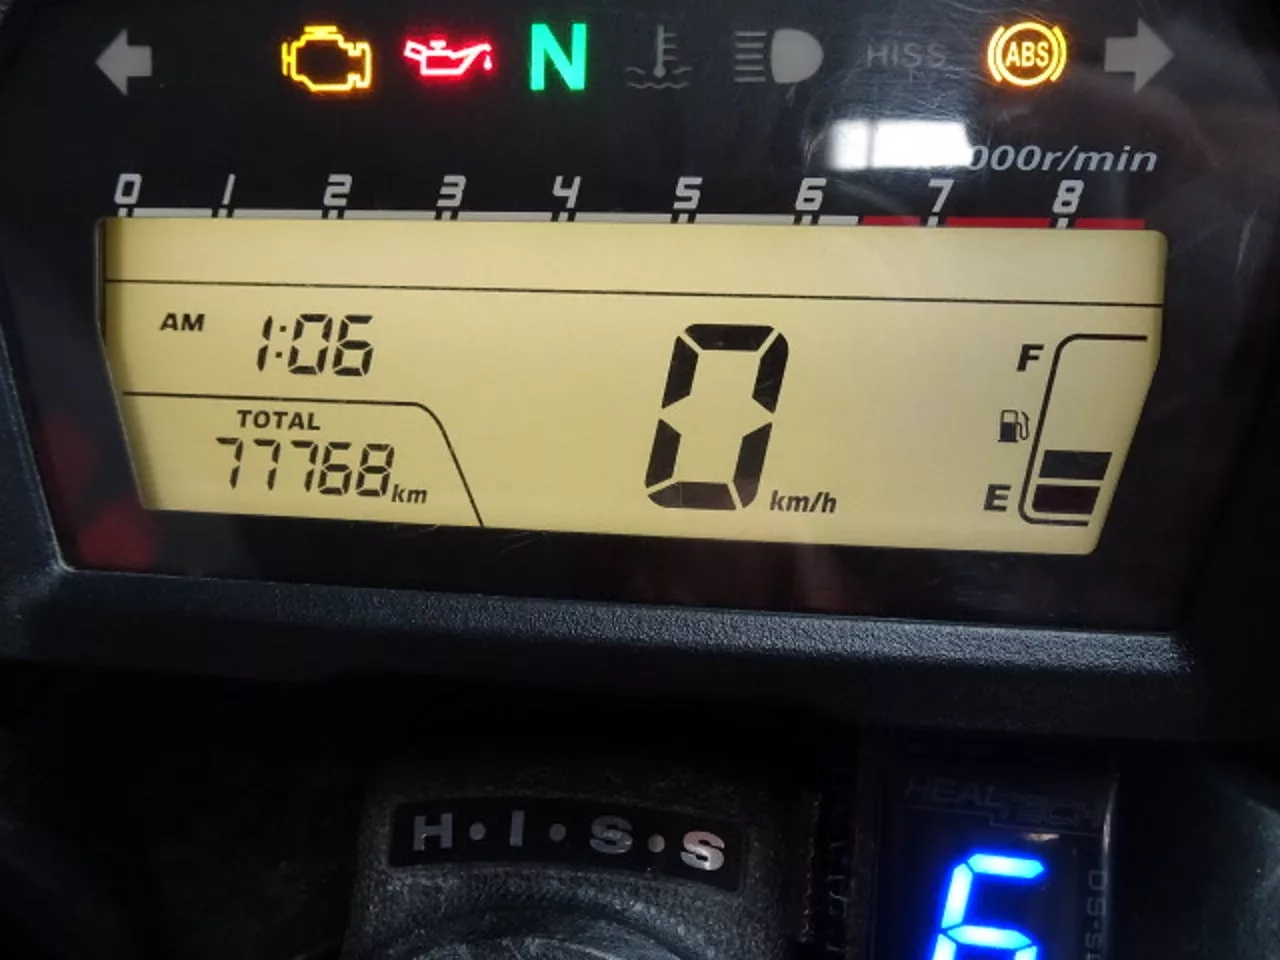 N HISS ABS
000r/min
0 1 2 3 4 5 6 7 8
AM 1:06
TOTAL
77768km
0 km/h
F
E
H·I·S·S
HEALTECH
6